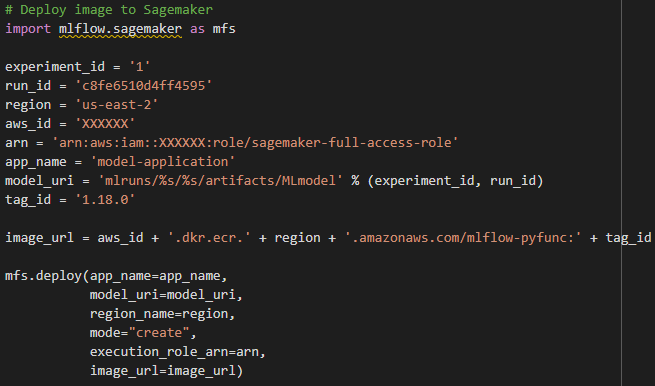 # Deploy image to Sagemaker
import mlflow.sagemaker as mfs
experiment_id = '1'
run_id = 'c8fe6510d4ff4595'
region = 'us-east-2'
aws_id = 'XXXXXX'
arn = 'arn:aws:iam::XXXXXX:role/sagemaker-full-access-role'
app_name = 'model-application'
model_uri = 'mlruns/%s/%s/artifacts/MLmodel' % (experiment_id, run_id)
tag_id = '1.18.0'
image_url = aws_id + '.dkr.ecr.' + region + '.amazonaws.com/mlflow-pyfunc:' + tag_id
mfs.deploy(app_name=app_name,
           model_uri=model_uri,
           region_name=region,
           mode="create",
           execution_role_arn=arn,
           image_url=image_url)